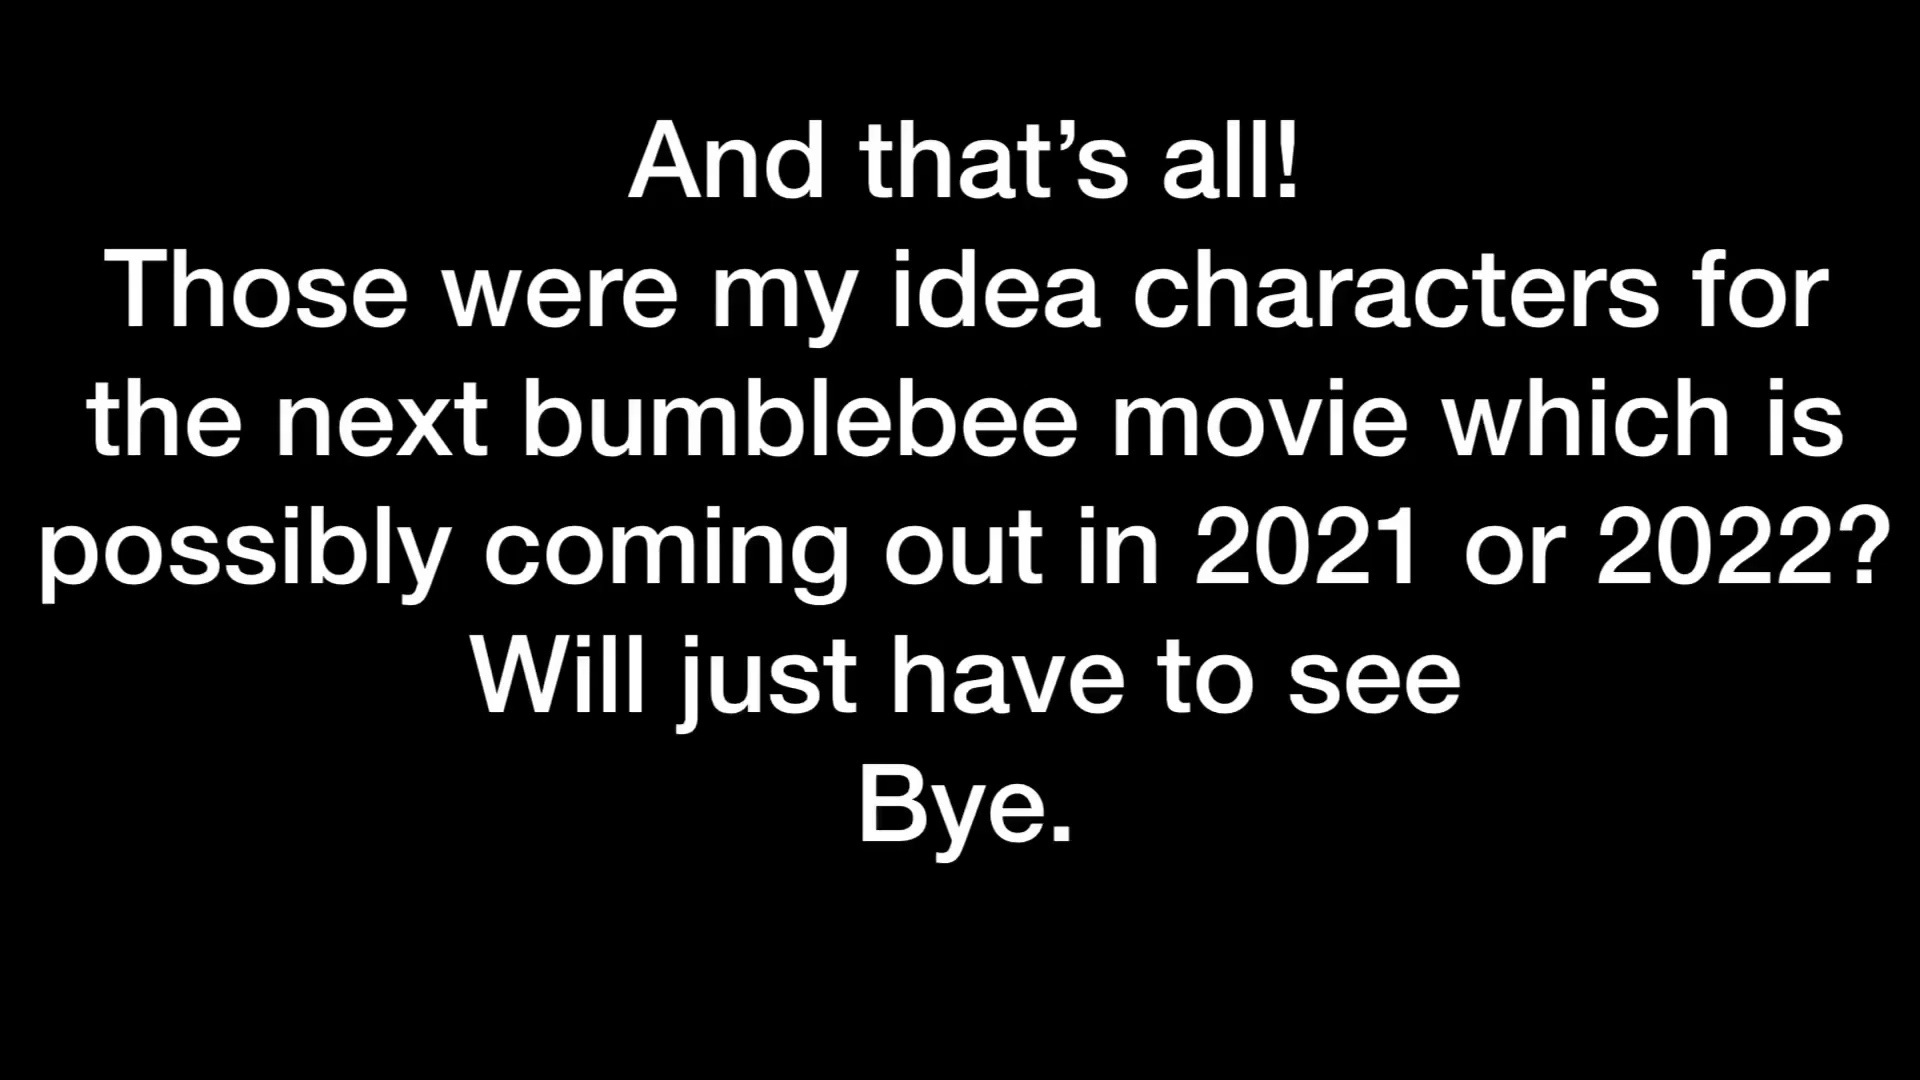 And that’s all!
Those were my idea characters for
the next bumblebee movie which is
possibly coming out in 2021 or 2022?
Will just have to see
Bye.